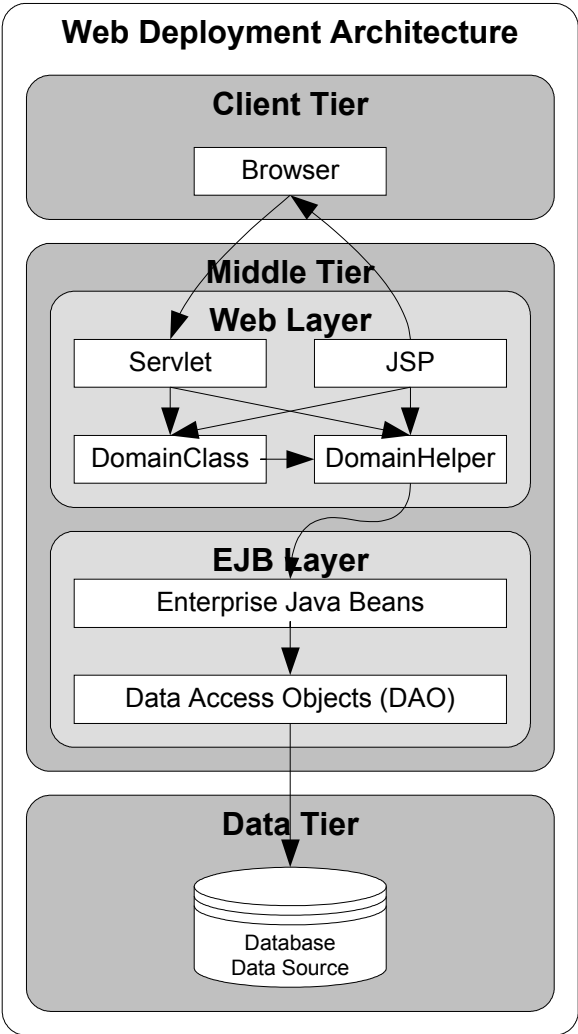 Web Deployment Architecture
Client Tier
Browser
Middle Tier
Web Layer
Servlet
JSP
DomainClass
DomainHelper
EJB Layer
Enterprise Java Beans
Data Access Objects (DAO)
Data Tier
Database
Data Source